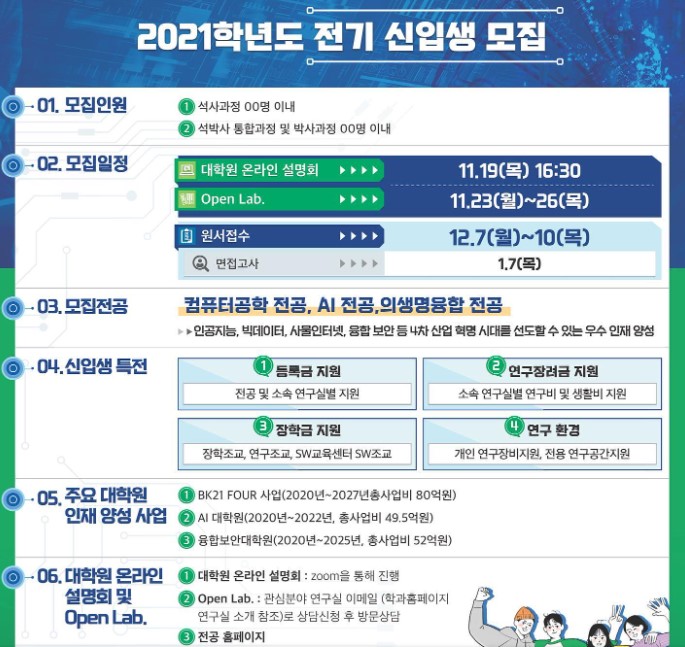 2021학년도 전기 신입생 모집
01. 모집인원
1 석사과정 00명 이내
2 석박사 통합과정 및 박사과정 00명 이내
02. 모집일정
대학원 온라인 설명회 ▶▶▶▶ 11.19(목) 16:30
Open Lab. ▶▶▶▶ 11.23(월)~26(목)
원서접수 ▶▶▶▶ 12.7(월)~10(목)
면접고사 ▶▶▶▶ 1.7(목)
03. 모집전공
컴퓨터공학 전공, AI 전공,의생명융합 전공
▶▶인공지능, 빅데이터, 사물인터넷, 융합 보안 등 4차 산업 혁명 시대를 선도할 수 있는 우수 인재 양성
04. 신입생 특전
1 등록금 지원
전공 및 소속 연구실별 지원
2 연구장려금 지원
소속 연구실별 연구비 및 생활비 지원
3 장학금 지원
장학조교, 연구조교, SW교육센터 SW조교
4 연구 환경
개인 연구장비지원, 전용 연구공간지원
05. 주요 대학원
인재 양성 사업
1 BK21 FOUR 사업(2020년~2027년총사업비 80억원)
2 AI 대학원(2020년~2022년, 총사업비 49.5억원)
3 융합보안대학원(2020년~2025년, 총사업비 52억원)
06. 대학원 온라인
설명회 및
Open Lab.
1 대학원 온라인 설명회 : zoom을 통해 진행
2 Open Lab. : 관심분야 연구실 이메일 (학과홈페이지
연구실 소개 참조)로 상담신청 후 방문상담
3 전공 홈페이지